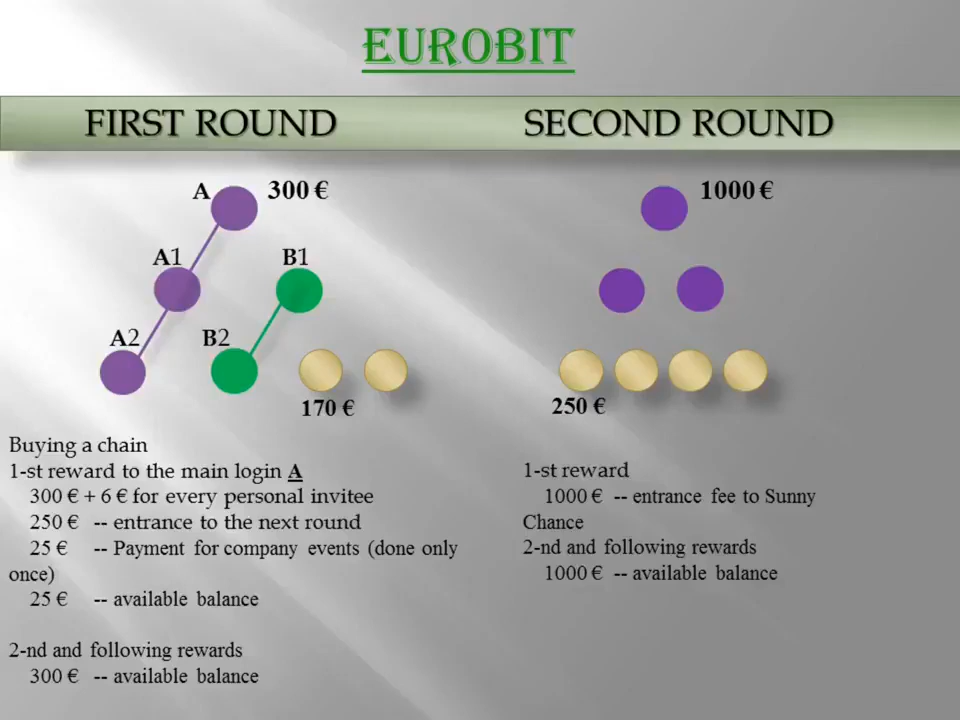 EUROBIT
FIRST ROUND
SECOND ROUND
A
300 €
A1
B1
A2
B2
170 €
Buying a chain
1-st reward to the main login A
300 € + 6 € for every personal invitee
250 € -- entrance to the next round
25 € -- Payment for company events (done only
once)
25 € -- available balance
2-nd and following rewards
300 € -- available balance
1000 €
250 €
1-st reward
1000 € -- entrance fee to Sunny
Chance
2-nd and following rewards
1000 € -- available balance